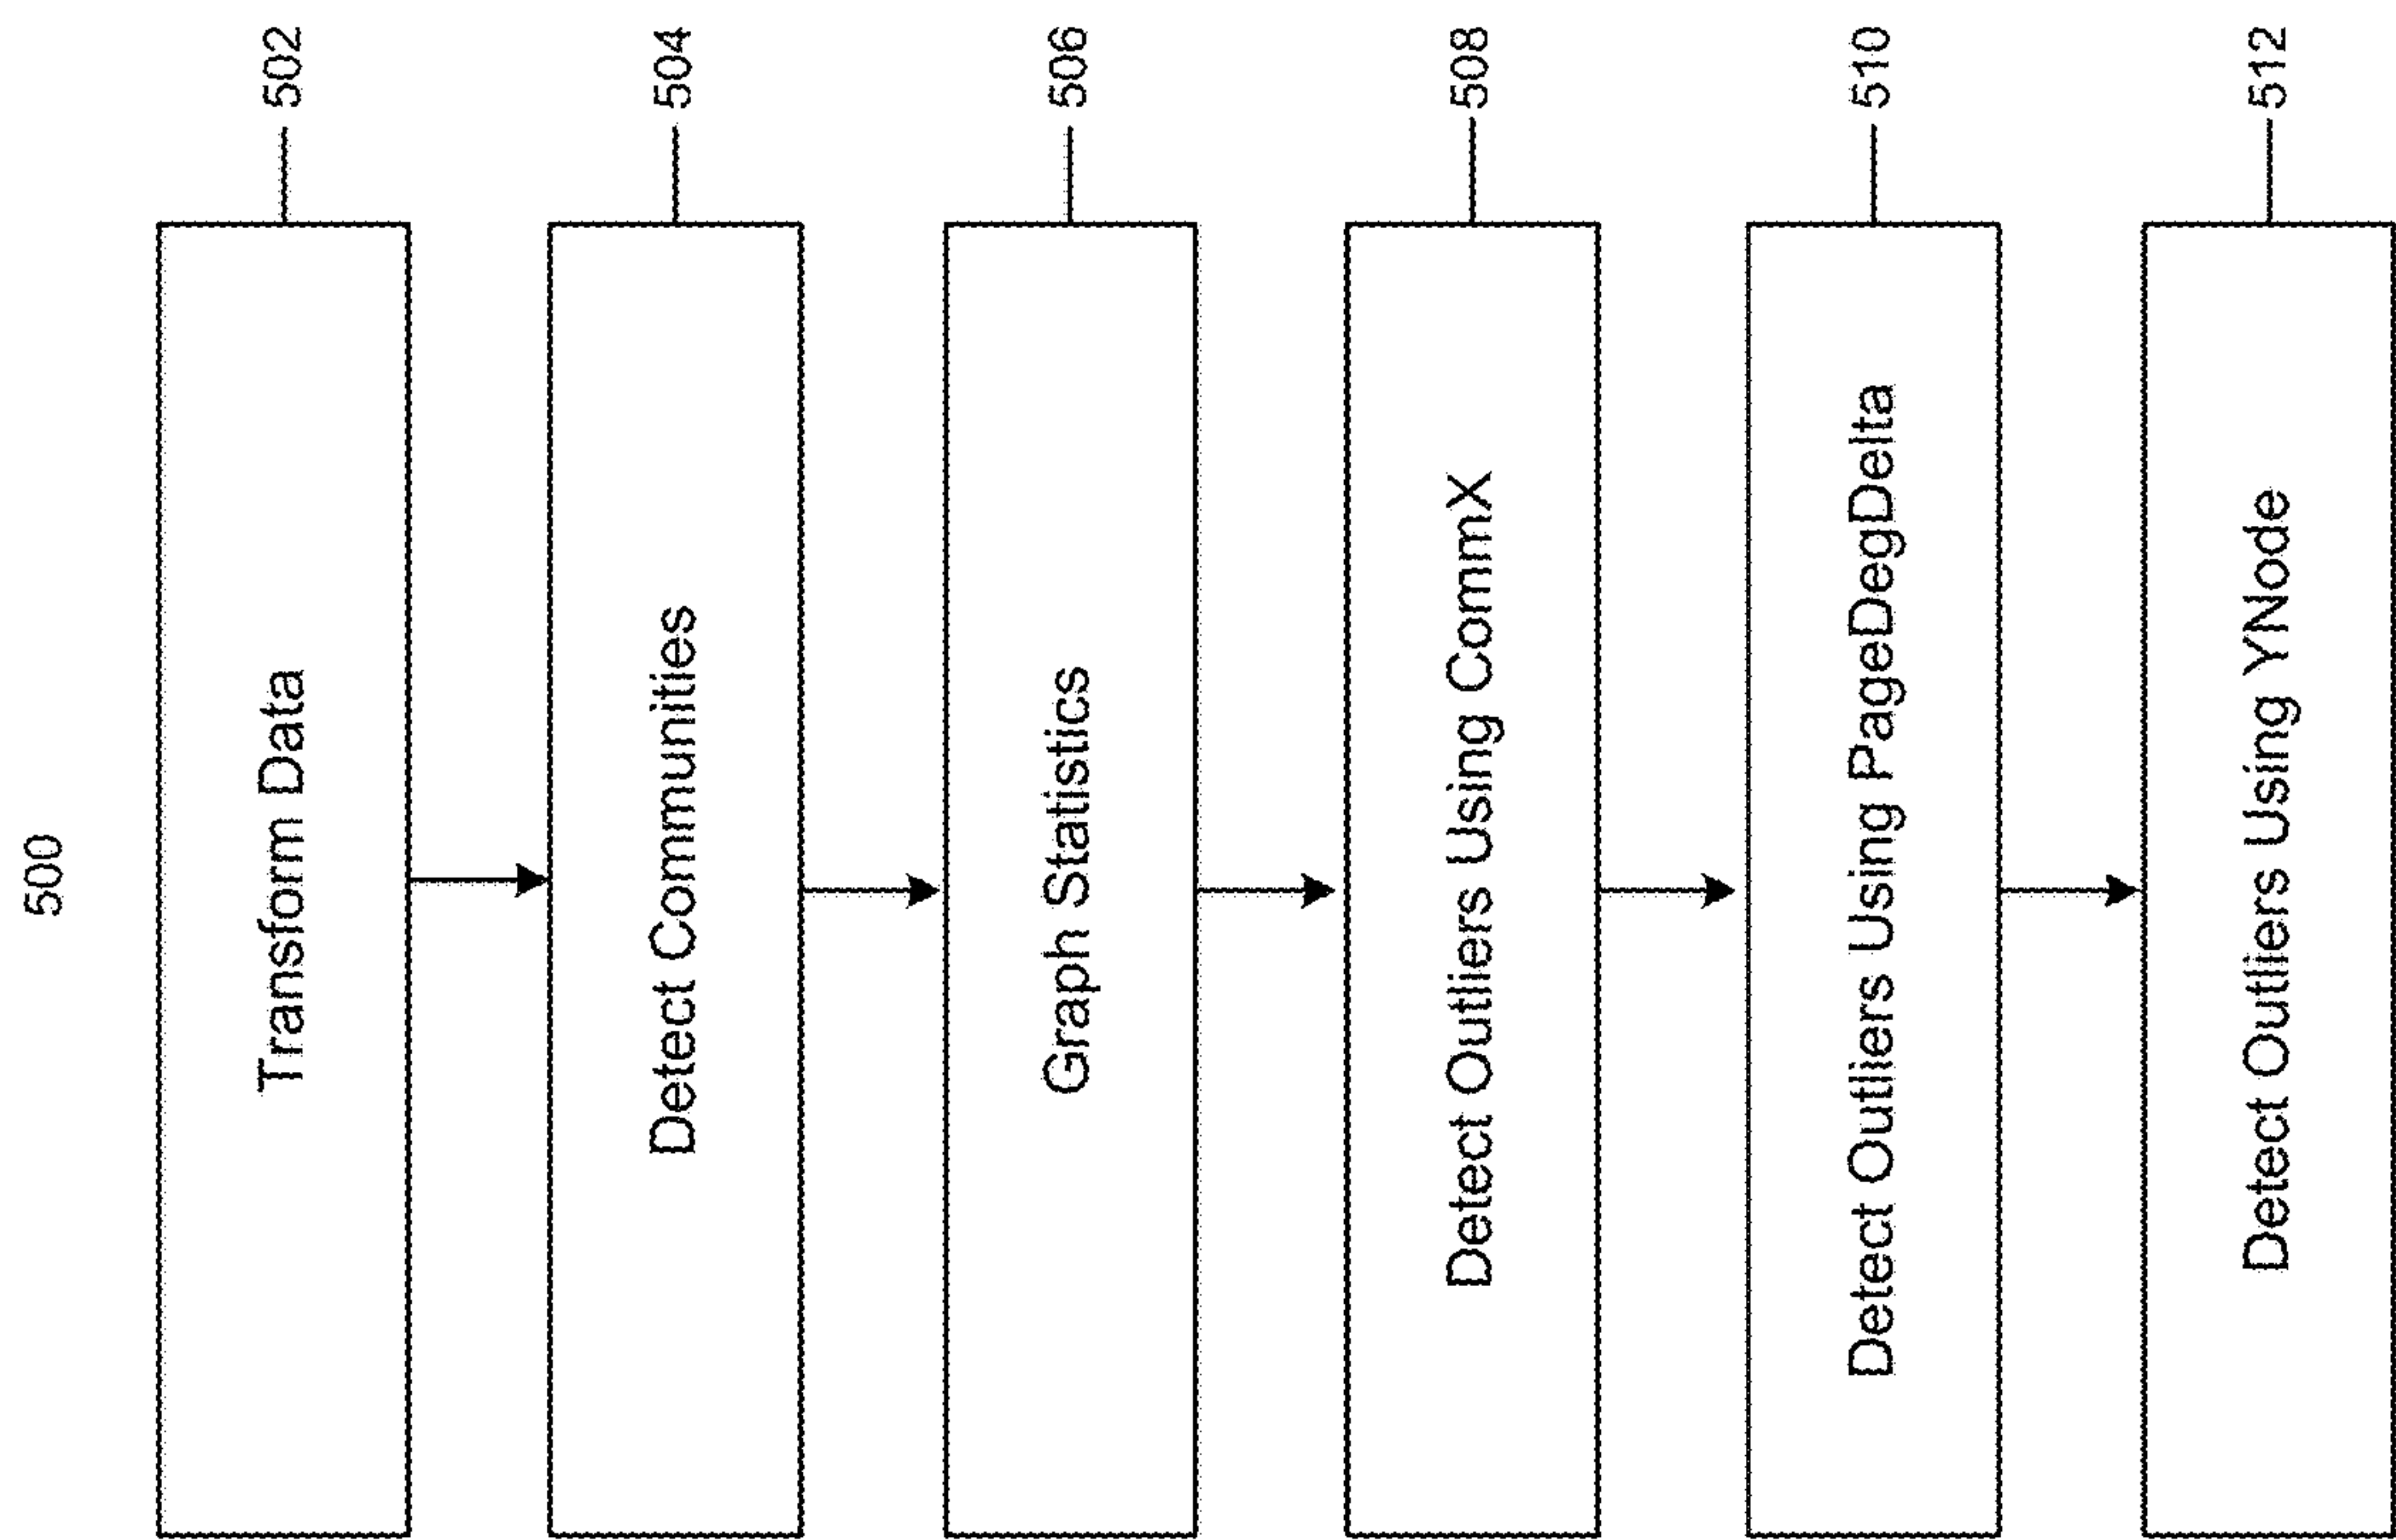 500
Transform Data
502
Detect Communities
504
Graph Statistics
506
Detect Outliers Using CommX
508
Detect Outliers Using PageDegDelta
510
Detect Outliers Using YNode
512